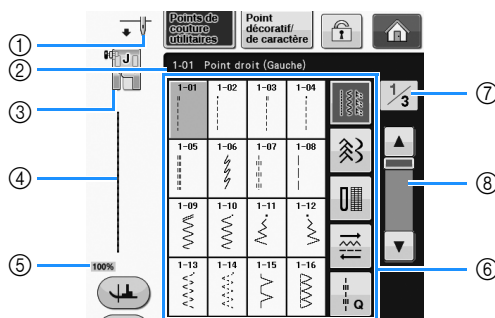 Points de
couture
utilitaires
Point
décoratif/
de caractère
①
②
③
④
⑤
⑥
⑦
⑧
J
1-01 Point droit (Gauche)
1/3
1-01 1-02 1-03 1-04
1-05 1-06 1-07 1-08
1-09 1-10 1-11 1-12
1-13 1-14 1-15 1-16
Q
100%